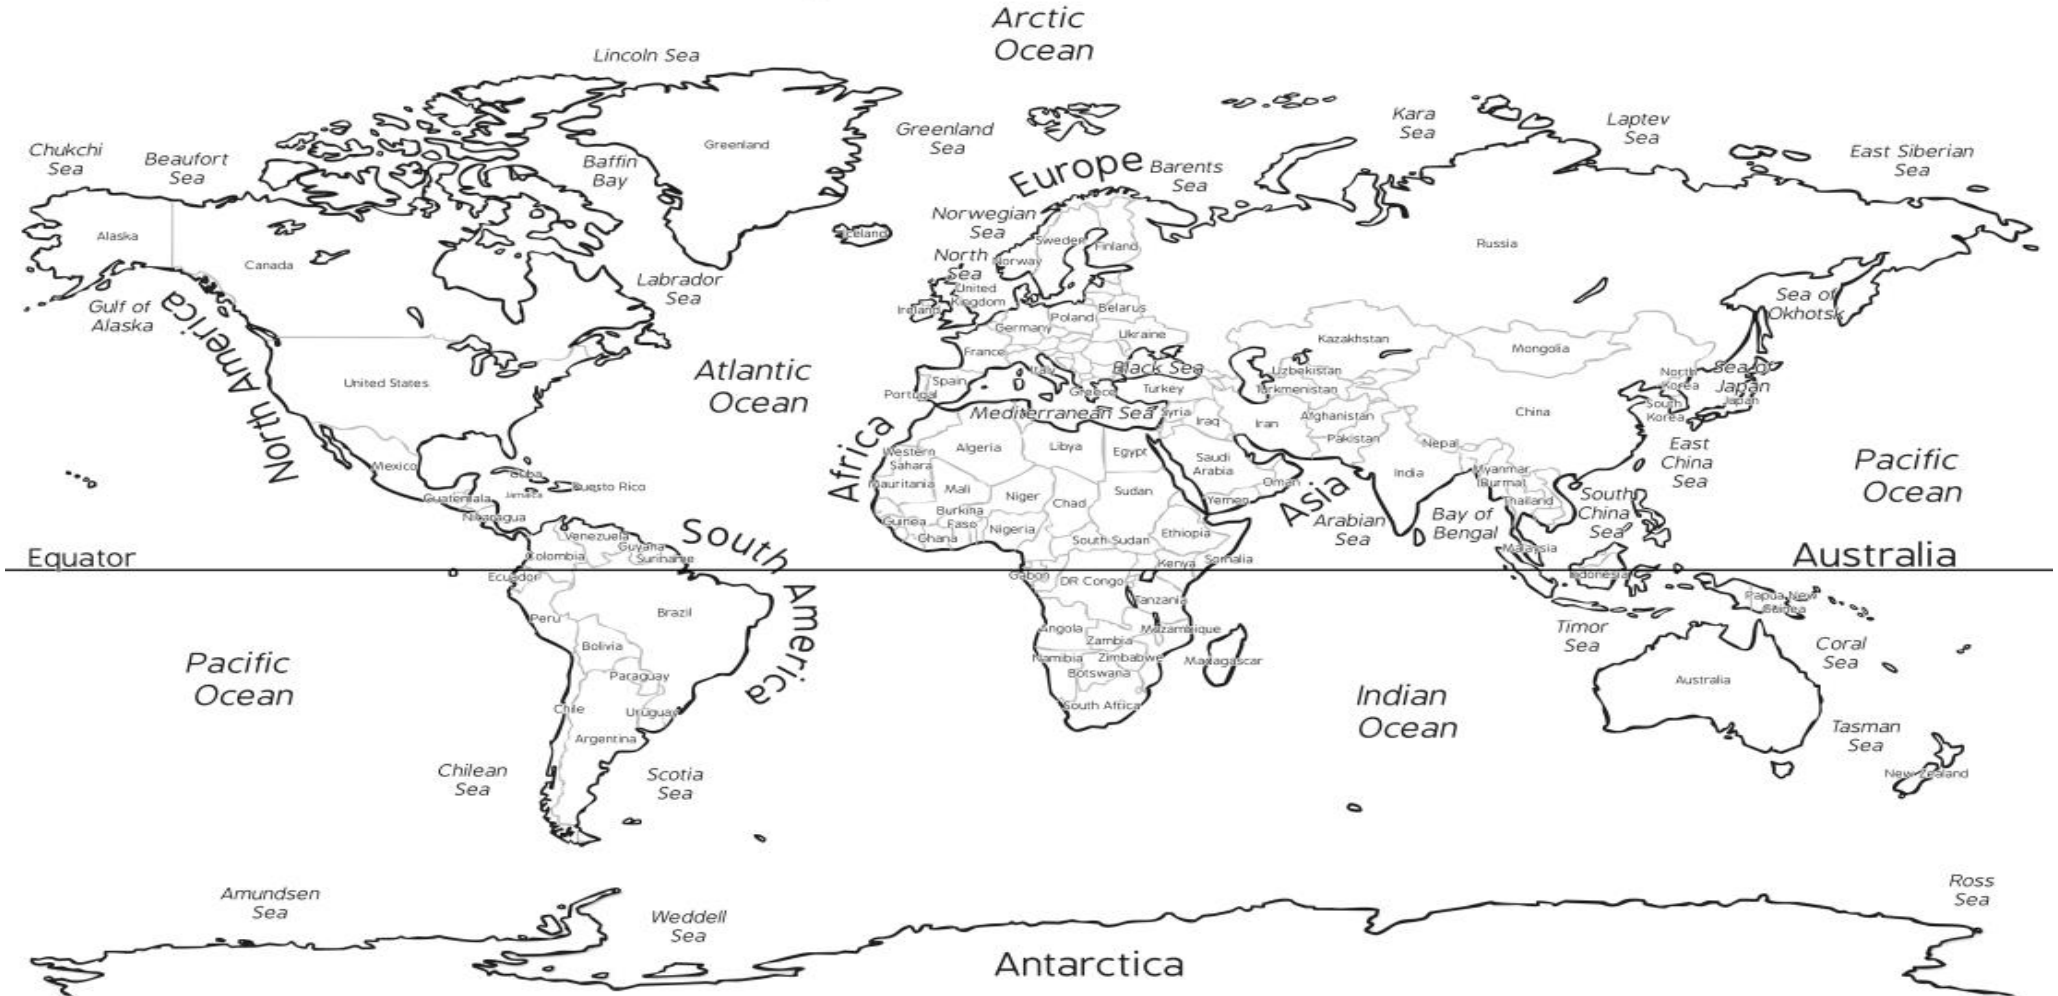 Arctic
Ocean
Lincoln Sea
Greenland
Greenland
Sea
Kara
Sea
Laptev
Sea
East Siberian
Sea
Chukchi
Sea
Beaufort
Sea
Baffin
Bay
Europe
Barents
Sea
Norwegian
Sea
Iceland
Alaska
Canada
Sweden
Finland
Norway
Russia
North
Sea
United
Kingdom
Ireland
Labrador
Sea
Gulf of
Alaska
North America
Sea of
Okhotsk
Belarus
Poland
Germany
Ukraine
Kazakhstan
Mongolia
France
Italy
Black Sea
Uzbekistan
Turkmenistan
North
Korea
Sea of
Japan
Japan
South
Korea
United States
Atlantic
Ocean
Spain
Portugal
Greece
Turkey
Mediterranean Sea
Syria
Iraq
Iran
Afghanistan
Pakistan
China
Nepal
East
China
Sea
Pacific
Ocean
Africa
Algeria
Libya
Egypt
Western
Sahara
Saudi
Arabia
India
Myanmar
Burma
Mexico
Cuba
Jamaica
Puerto Rico
Guatemala
Nicaragua
Mauritania
Mali
Niger
Chad
Sudan
Oman
Yemen
Asia
Arabian
Sea
Bay of
Bengal
Thailand
South
China
Sea
Burkina
Faso
Guinea
Ghana
Nigeria
South Sudan
Ethiopia
Somalia
Kenya
South America
Venezuela
Guyana
Suriname
Colombia
Ecuador
Malaysia
Indonesia
Australia
Equator
Gabon
DR Congo
Tanzania
Papua New
Guinea
Peru
Brazil
Bolivia
Paraguay
Chile
Uruguay
Argentina
Angola
Zambia
Mozambique
Namibia
Zimbabwe
Botswana
Madagascar
South Africa
Timor
Sea
Coral
Sea
Australia
Pacific
Ocean
Indian
Ocean
Tasman
Sea
New Zealand
Chilean
Sea
Scotia
Sea
Amundsen
Sea
Weddell
Sea
Ross
Sea
Antarctica